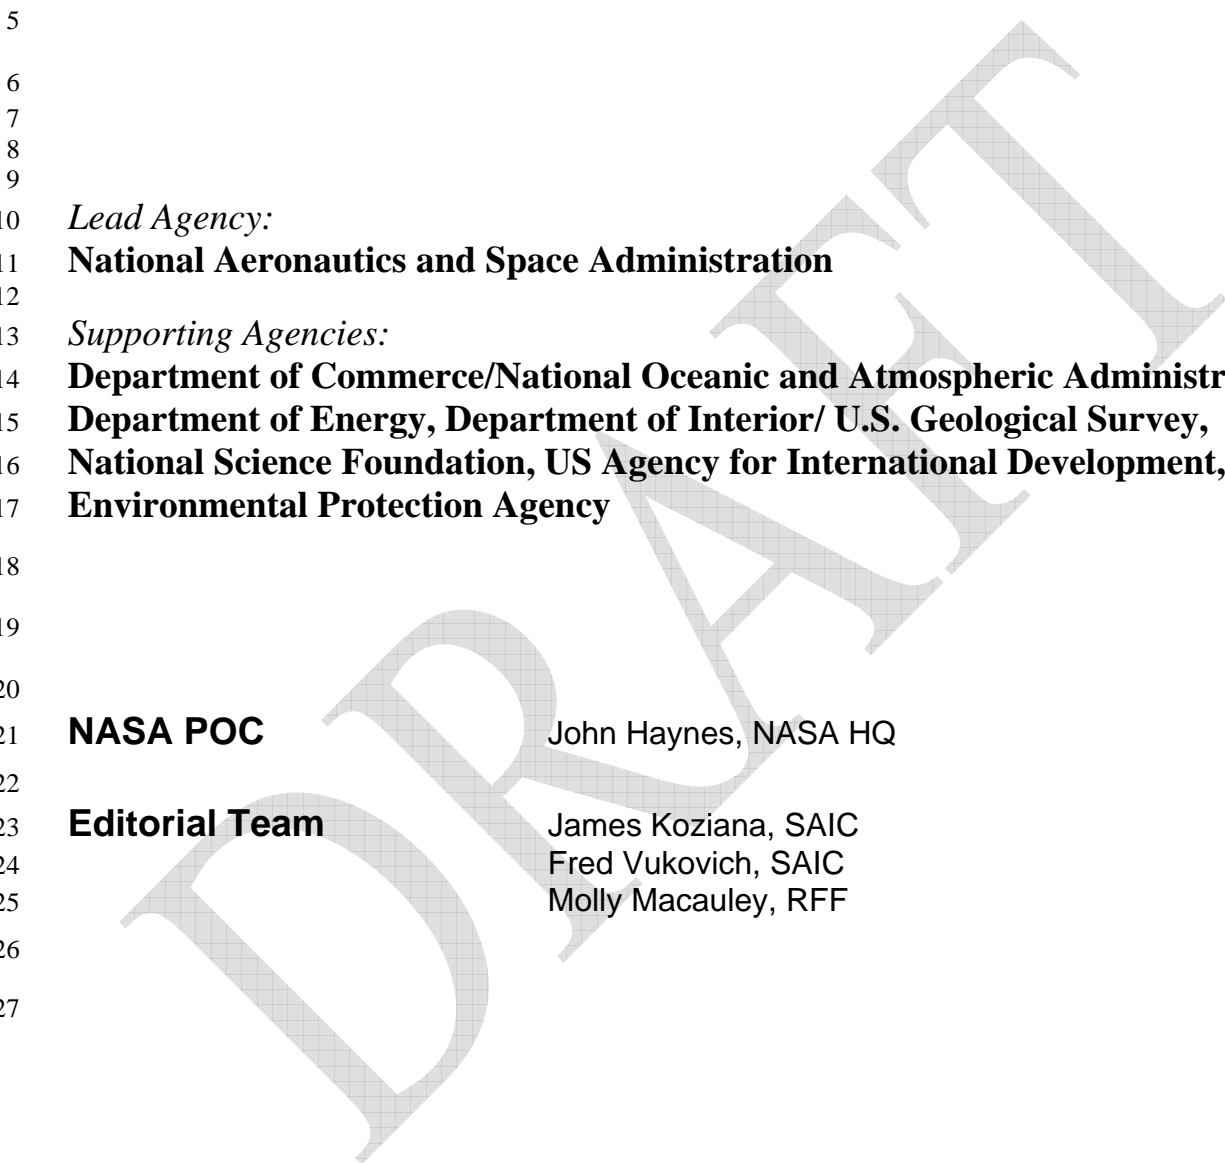 5
6
7
8
9
10 Lead Agency:
11 National Aeronautics and Space Administration
12
13 Supporting Agencies:
14 Department of Commerce/National Oceanic and Atmospheric Administr
15 Department of Energy, Department of Interior/ U.S. Geological Survey,
16 National Science Foundation, US Agency for International Development,
17 Environmental Protection Agency
18
19
20
21 NASA POC John Haynes, NASA HQ
22
23 Editorial Team James Koziana, SAIC
24 Fred Vukovich, SAIC
25 Molly Macauley, RFF
26
27
DRAFT